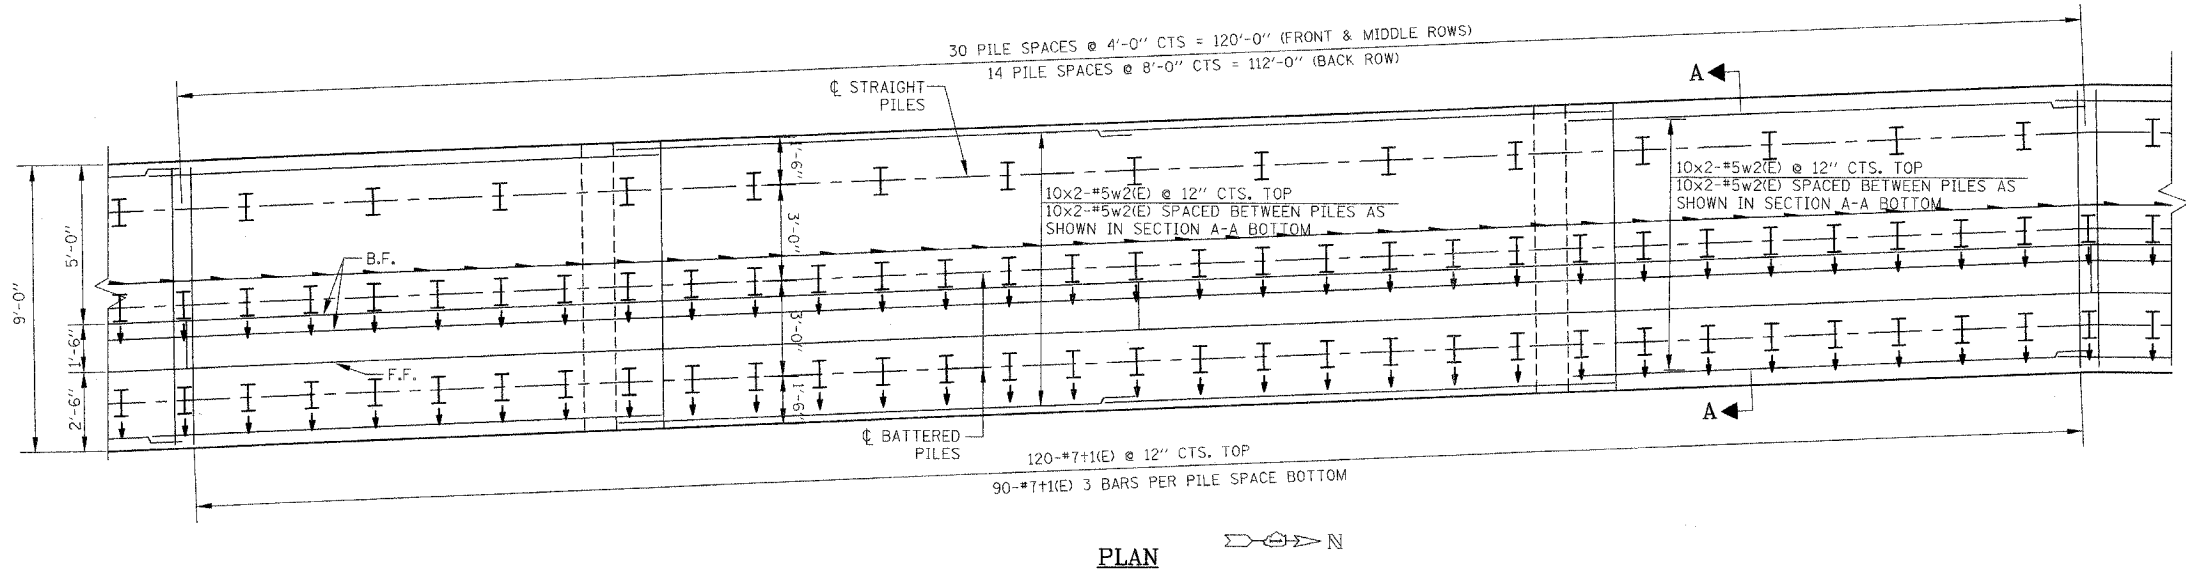 30 PILE SPACES @ 4'-0" CTS = 120'-0" (FRONT & MIDDLE ROWS)
14 PILE SPACES @ 8'-0" CTS = 112'-0" (BACK ROW)
℄ STRAIGHT
PILES
A
1'-6"
3'-0"
3'-0"
1'-6"
10x2-#5w2(E) @ 12" CTS. TOP
10x2-#5w2(E) SPACED BETWEEN PILES AS
SHOWN IN SECTION A-A BOTTOM
10x2-#5w2(E) @ 12" CTS. TOP
10x2-#5w2(E) SPACED BETWEEN PILES AS
SHOWN IN SECTION A-A BOTTOM
9'-0"
5'-0"
1'-6"
2'-6"
B.F.
F.F.
A
℄ BATTERED
PILES
120-#7t1(E) @ 12" CTS. TOP
90-#7t1(E) 3 BARS PER PILE SPACE BOTTOM
PLAN
N